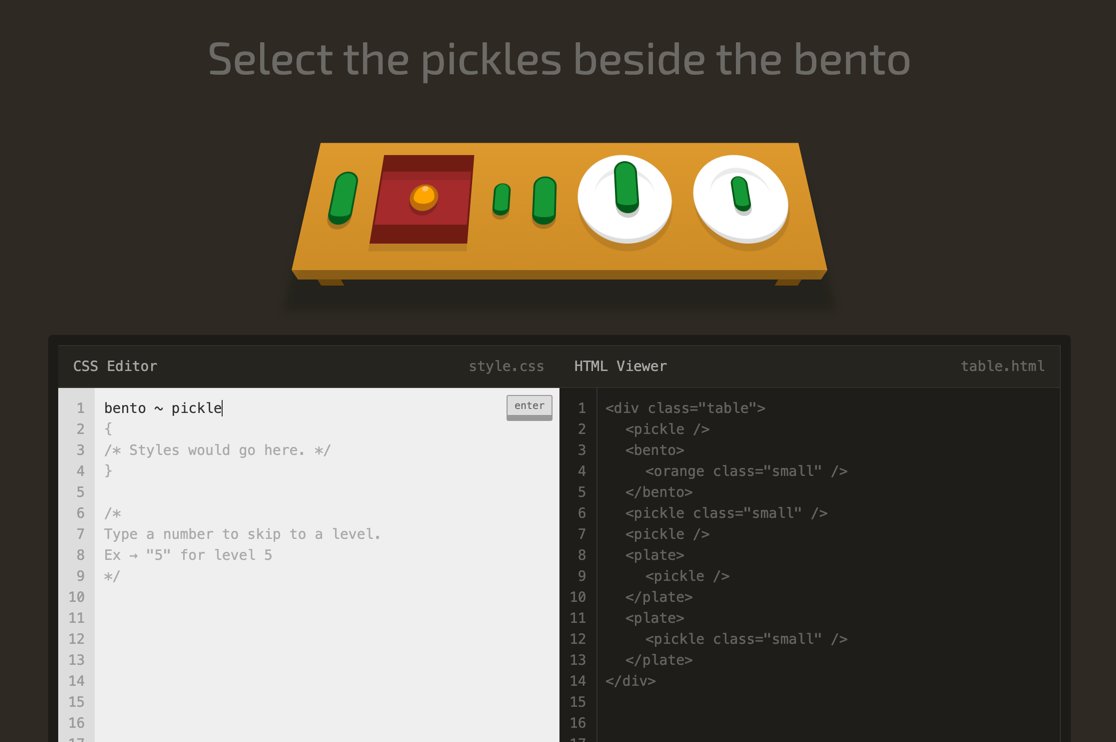 Select the pickles beside the bento
CSS Editor style.css
enter
1 bento ~ pickle
2 {
3 /* Styles would go here. */
4 }
5
6 /*
7 Type a number to skip to a level.
8 Ex → "5" for level 5
9 */
10
11
12
13
14
15
16
17
HTML Viewer table.html
1 <div class="table">
2 <pickle />
3 <bento>
4 <orange class="small" />
5 </bento>
6 <pickle class="small" />
7 <pickle />
8 <plate>
9 <pickle />
10 </plate>
11 <plate>
12 <pickle class="small" />
13 </plate>
14 </div>
15
16
17